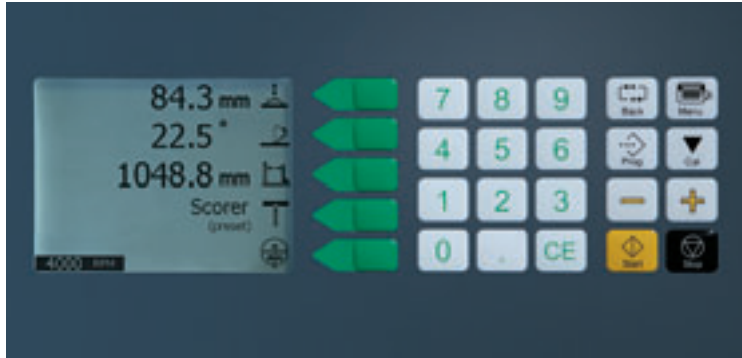 84.3 mm
22.5°
1048.8 mm
Scorer
(preset)
4000
7 8 9
Back Menu
4 5 6
Prog Cal
1 2 3
− +
0 . CE
Start Stop